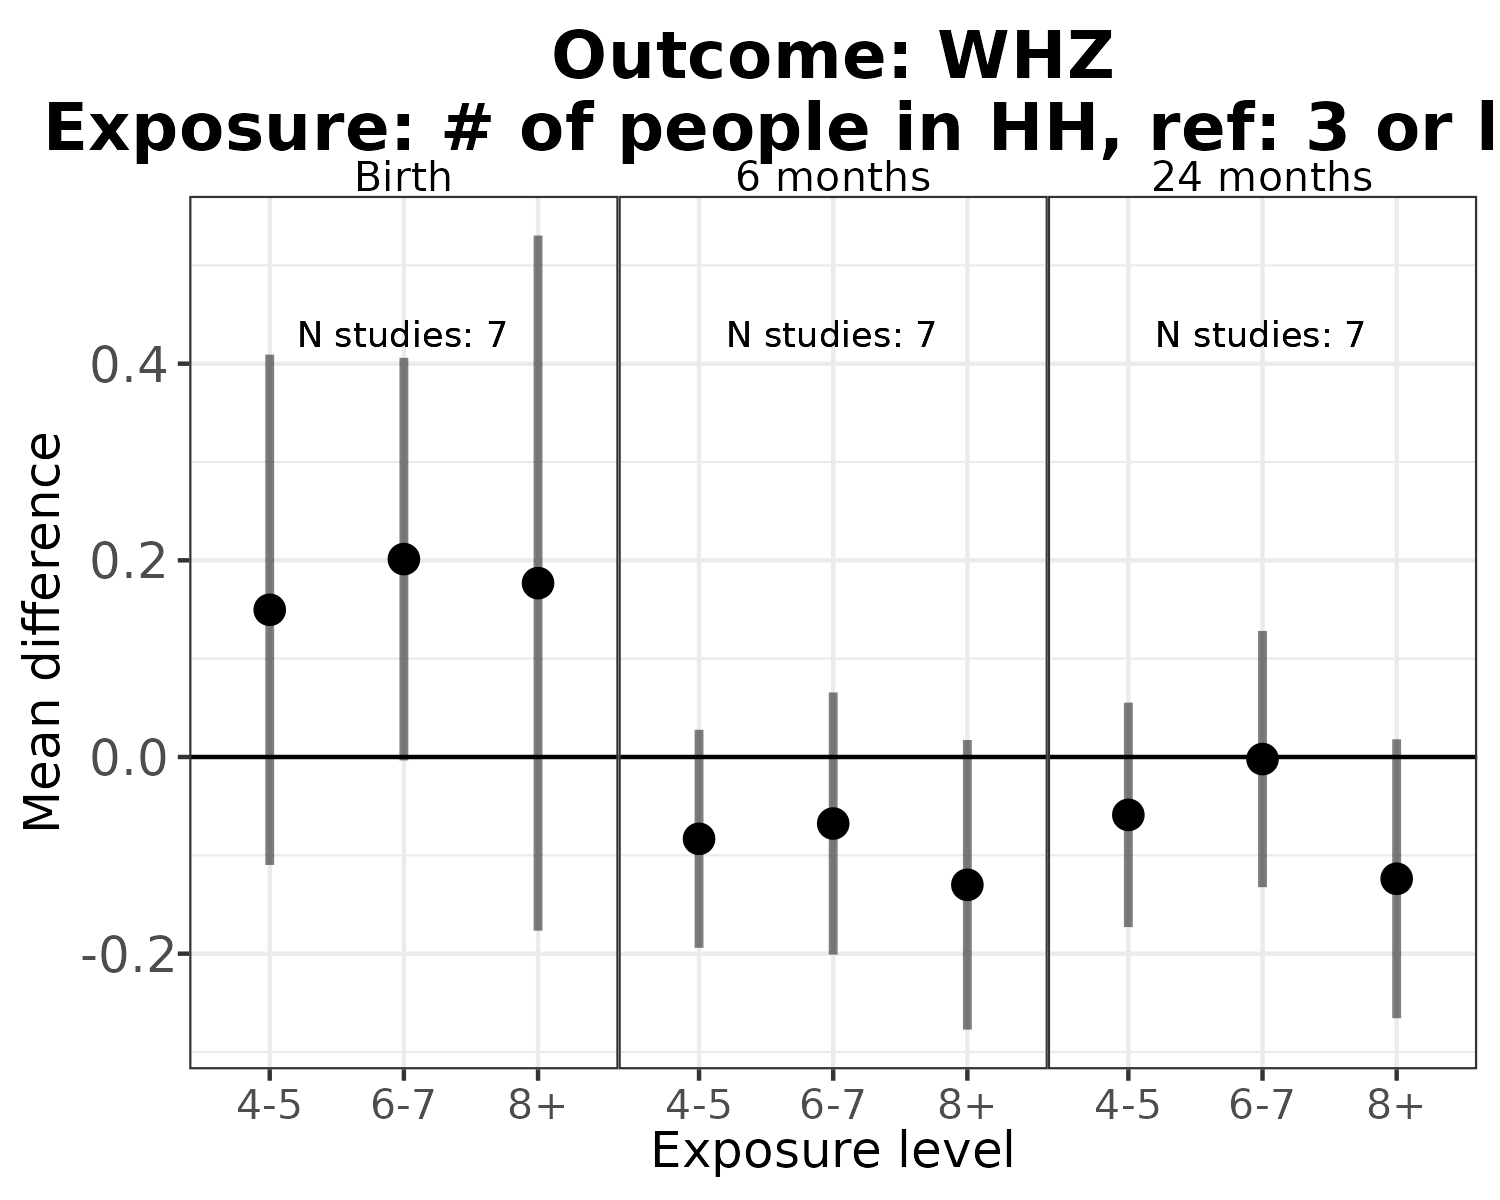 Outcome: WHZ
Exposure: # of people in HH, ref: 3 or l
Birth
6 months
24 months
N studies: 7
N studies: 7
N studies: 7
Mean difference
0.4
0.2
0.0
-0.2
4-5
6-7
8+
4-5
6-7
8+
4-5
6-7
8+
Exposure level